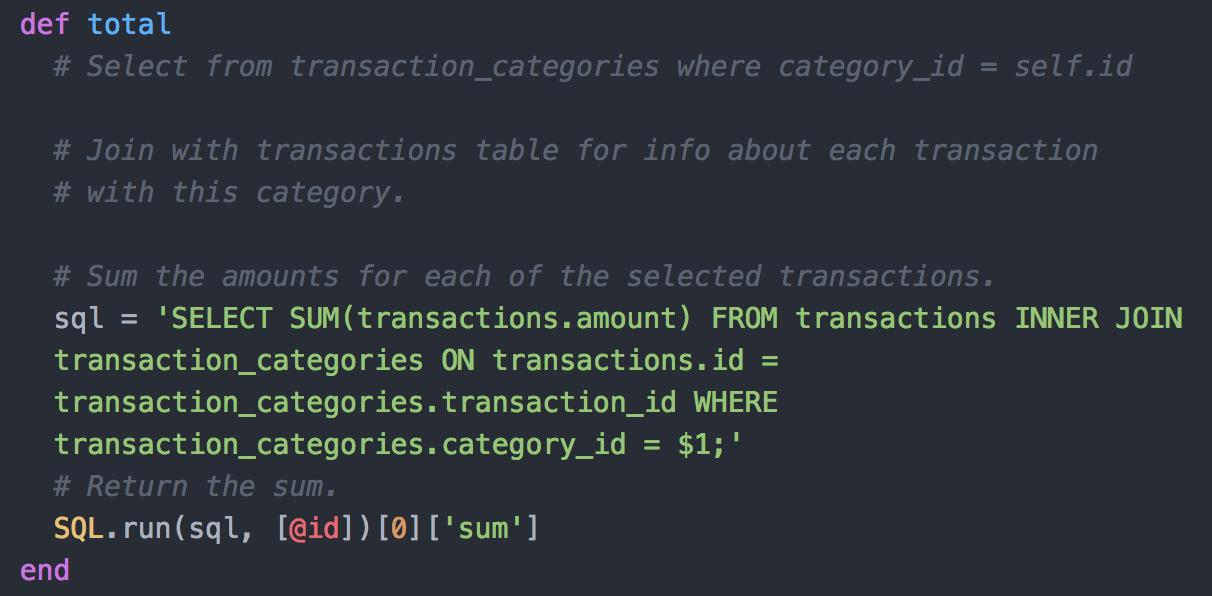 def total
# Select from transaction_categories where category_id = self.id
# Join with transactions table for info about each transaction
# with this category.
# Sum the amounts for each of the selected transactions.
sql = 'SELECT SUM(transactions.amount) FROM transactions INNER JOIN
transaction_categories ON transactions.id =
transaction_categories.transaction_id WHERE
transaction_categories.category_id = $1;'
# Return the sum.
SQL.run(sql, [@id])[0]['sum']
end